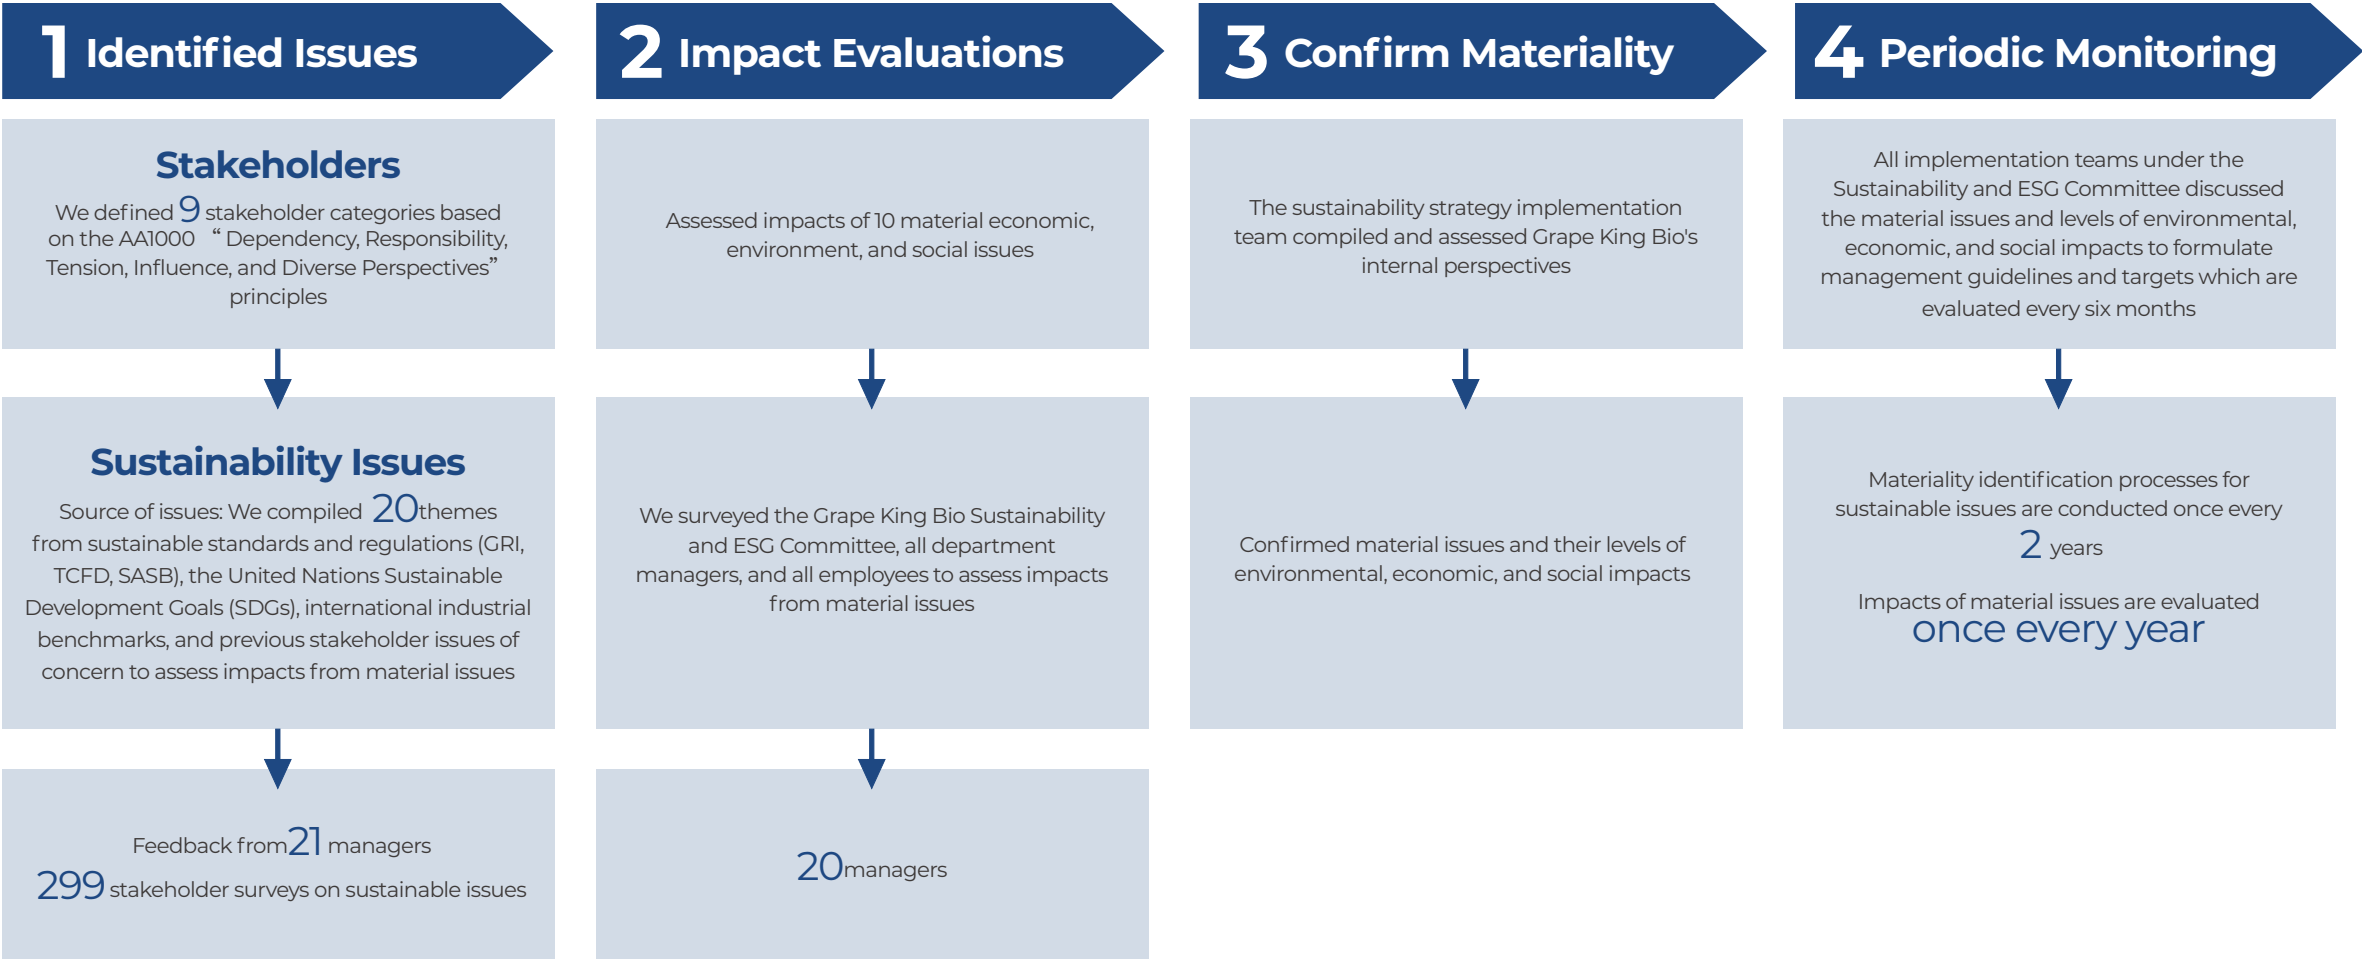 1 Identified Issues
Stakeholders
We defined 9 stakeholder categories based
on the AA1000 “ Dependency, Responsibility,
Tension, Influence, and Diverse Perspectives”
principles
Sustainability Issues
Source of issues: We compiled 20themes
from sustainable standards and regulations (GRI,
TCFD, SASB), the United Nations Sustainable
Development Goals (SDGs), international industrial
benchmarks, and previous stakeholder issues of
concern to assess impacts from material issues
Feedback from 21 managers
299 stakeholder surveys on sustainable issues
2 Impact Evaluations
Assessed impacts of 10 material economic,
environment, and social issues
We surveyed the Grape King Bio Sustainability
and ESG Committee, all department
managers, and all employees to assess impacts
from material issues
20managers
3 Confirm Materiality
The sustainability strategy implementation
team compiled and assessed Grape King Bio's
internal perspectives
Confirmed material issues and their levels of
environmental, economic, and social impacts
4 Periodic Monitoring
All implementation teams under the
Sustainability and ESG Committee discussed
the material issues and levels of environmental,
economic, and social impacts to formulate
management guidelines and targets which are
evaluated every six months
Materiality identification processes for
sustainable issues are conducted once every
2 years
Impacts of material issues are evaluated
once every year